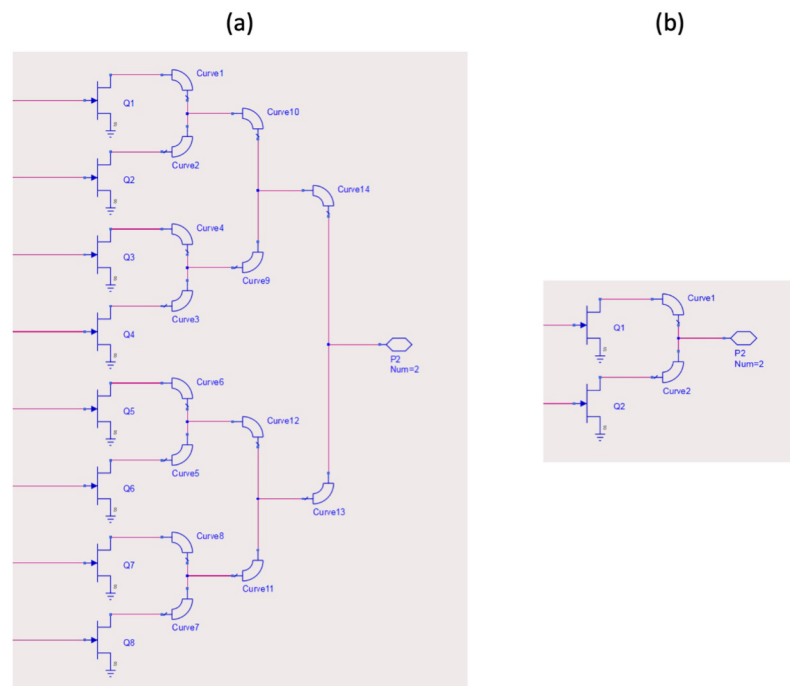 (a)
(b)
Curve1
Q1
Curve10
Curve2
Q2
Curve14
Curve4
Q3
Curve9
Curve3
Q4
P2
Num=2
Curve6
Q5
Curve12
Curve5
Q6
Curve13
Curve8
Q7
Curve11
Curve7
Q8
Curve1
Q1
P2
Num=2
Curve2
Q2